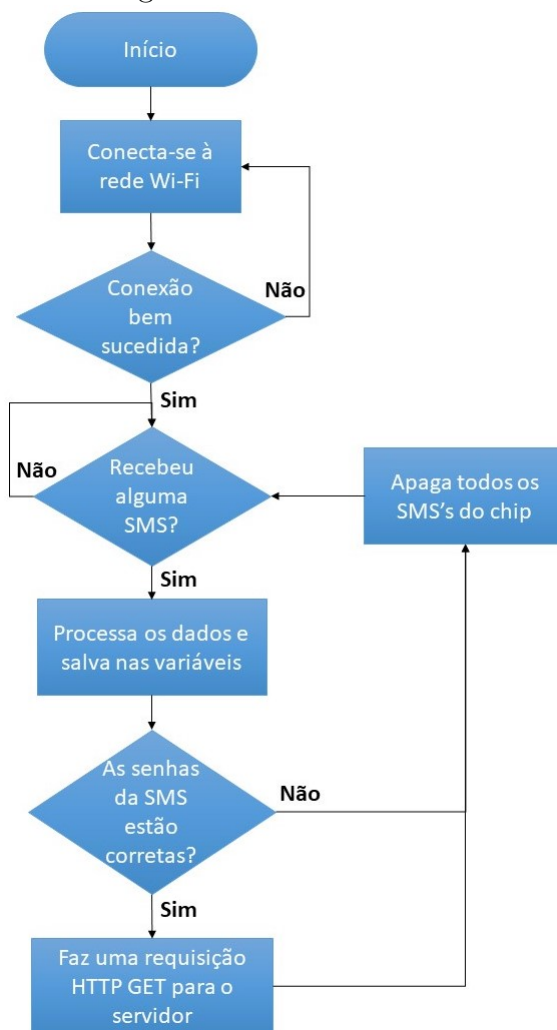 Início
Conecta-se à
rede Wi-Fi
Conexão
bem
sucedida?
Não
Sim
Não
Recebeu
alguma
SMS?
Apaga todos os
SMS's do chip
Sim
Processa os dados e
salva nas variáveis
As senhas
da SMS
estão
corretas?
Não
Sim
Faz uma requisição
HTTP GET para o
servidor